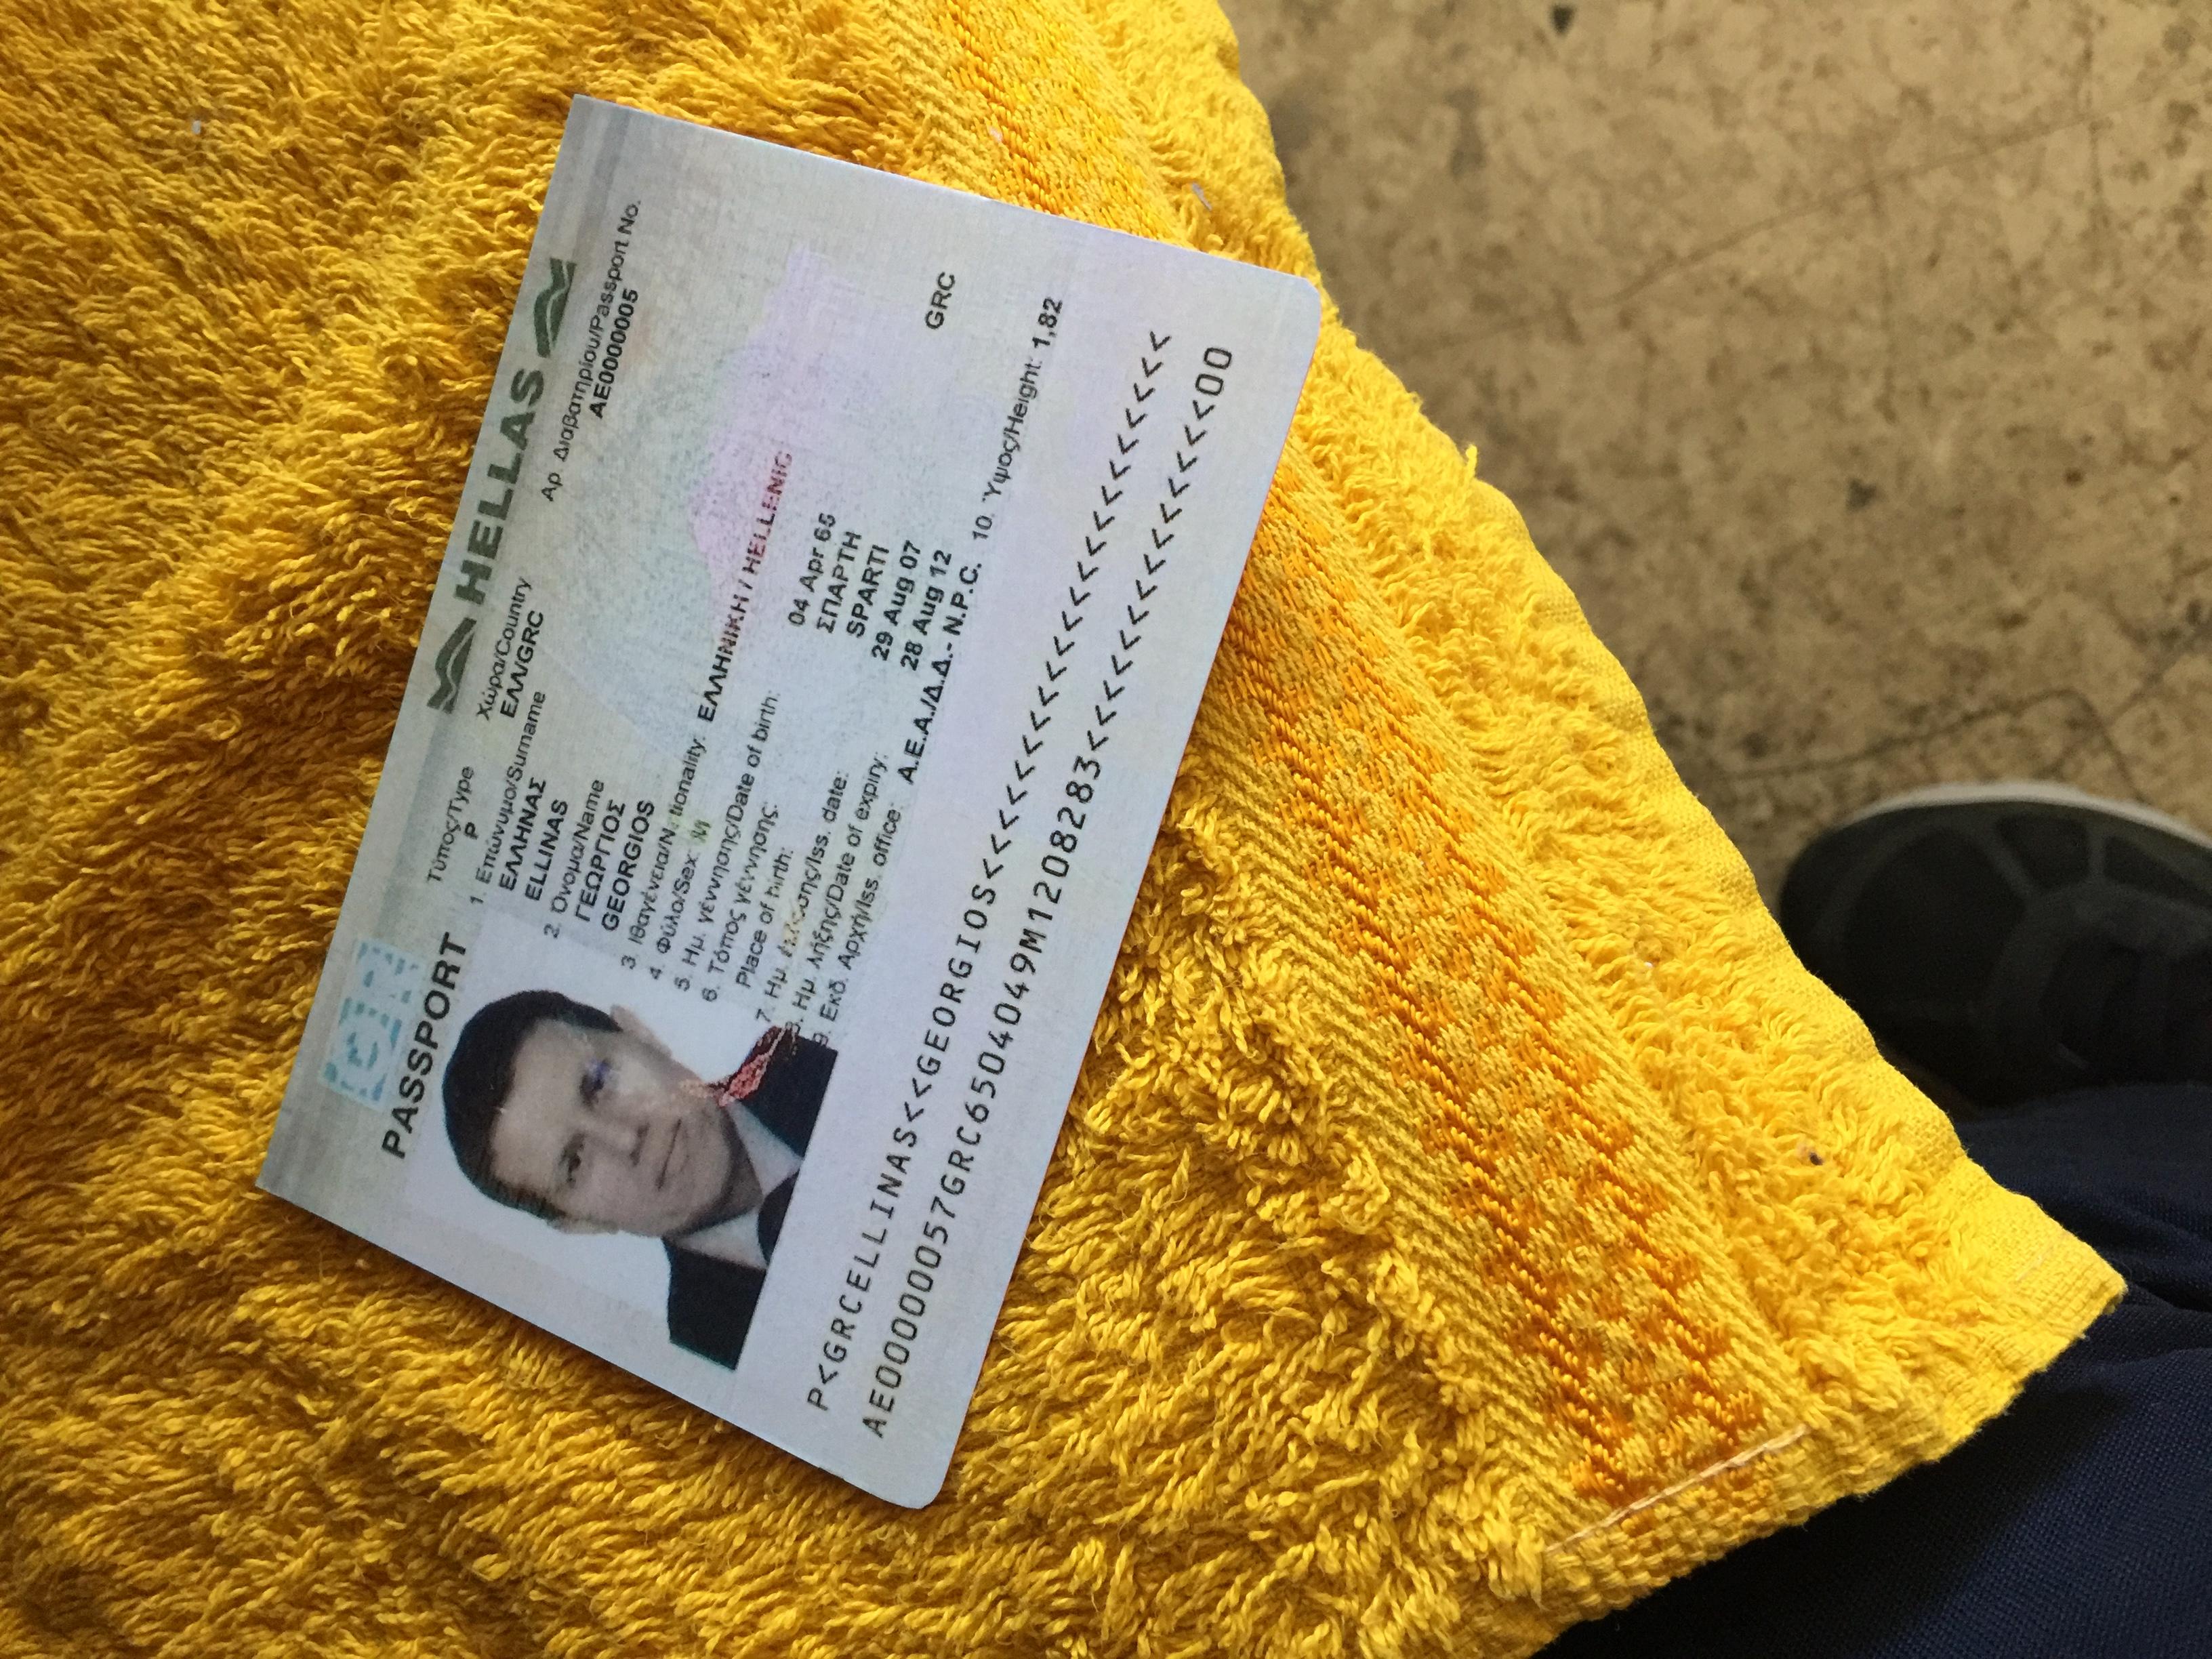 GR
PASSPORT
HELLAS
Τύπος/Type
P
Χώρα/Country
ΕΛΛ/GRC
Αρ. Διαβατηρίου/Passport No.
AE0000005
1. Επώνυμο/Surname
ΕΛΛΗΝΑΣ
ELLINAS
2. Όνομα/Name
ΓΕΩΡΓΙΟΣ
GEORGIOS
3. Ιθαγένεια/N tionality: ΕΛΛΗΝΙΚΗ / HELLENIC
4. Φύλο/Sex: M
5. Ημ. γέννησης/Date of birth: 04 Apr 65
6. Τόπος γέννησης: ΣΠΑΡΤΗ
Place of birth: SPARTI
GRC
7. Ημ. έκδοσης/Iss. date: 29 Aug 07
8. Ημ. λήξης/Date of expiry: 28 Aug 12
9. Εκδ. Αρχή/Iss. office: Α.Ε.Α./Δ.Δ.- N.P.C. 10. Ύψος/Height: 1,82
P<GRCELLINAS<<GEORGIOS<<<<<<<<<<<<<<<<<<<<<<
AE00000057GRC6504049M1208283<<<<<<<<<<<<<<00